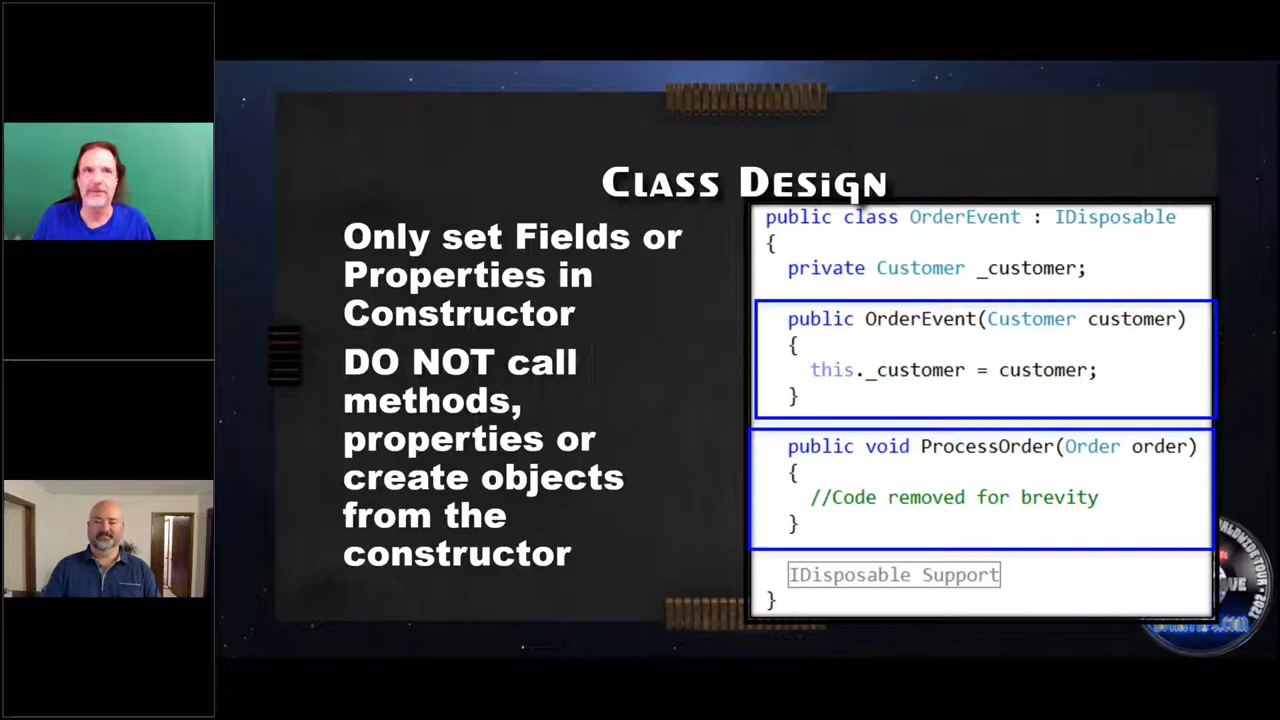 CLASS DESiGN
Only set Fields or
Properties in
Constructor
DO NOT call
methods,
properties or
create objects
from the
constructor
public class OrderEvent : IDisposable
{
private Customer _customer;
public OrderEvent(Customer customer)
{
this._customer = customer;
}
public void ProcessOrder(Order order)
{
//Code removed for brevity
}
IDisposable Support
}